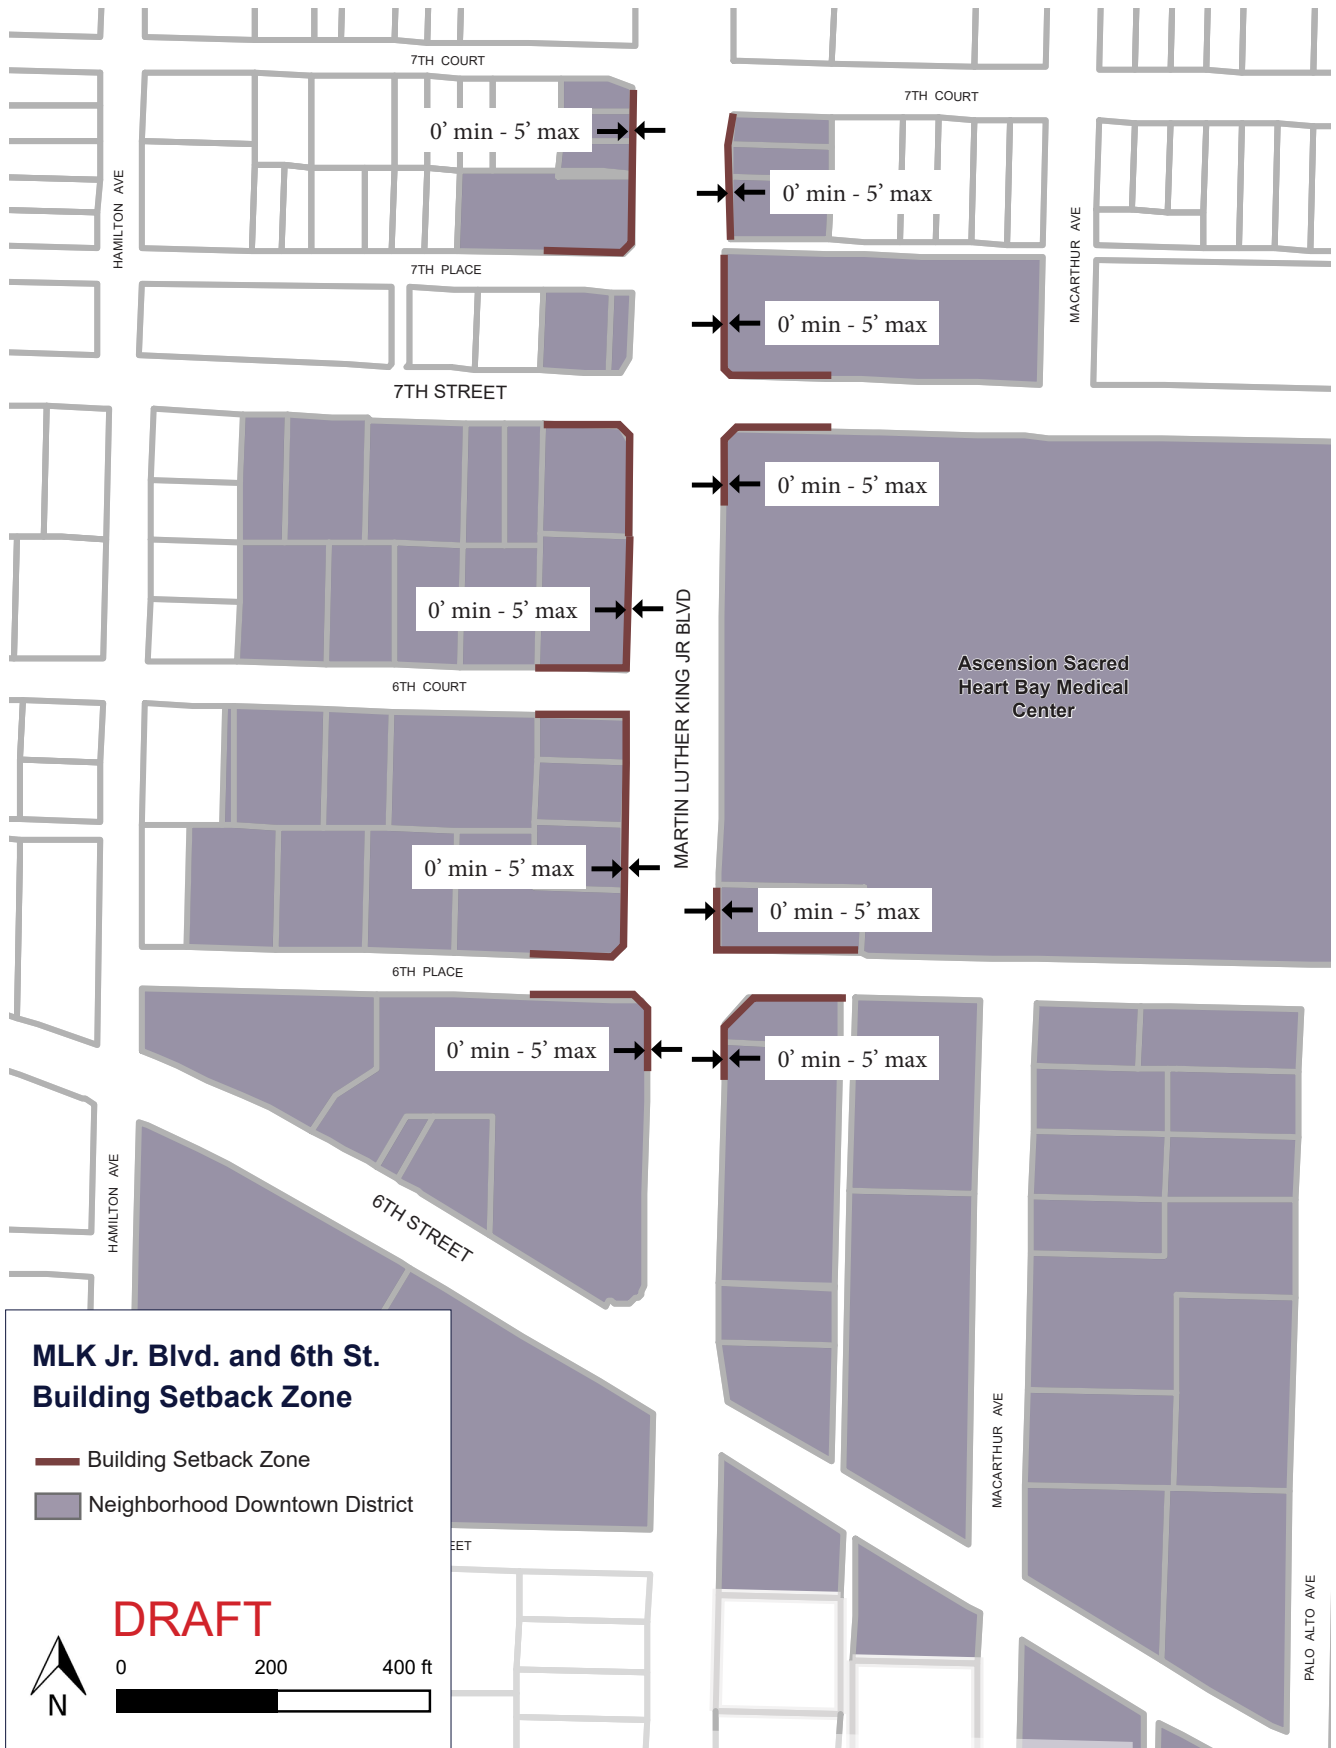 7TH COURT
7TH COURT
0’ min - 5’ max
HAMILTON AVE
0’ min - 5’ max
MACARTHUR AVE
7TH PLACE
0’ min - 5’ max
7TH STREET
0’ min - 5’ max
0’ min - 5’ max
MARTIN LUTHER KING JR BLVD
Ascension Sacred
Heart Bay Medical
Center
6TH COURT
0’ min - 5’ max
0’ min - 5’ max
6TH PLACE
0’ min - 5’ max
0’ min - 5’ max
HAMILTON AVE
6TH STREET
MLK Jr. Blvd. and 6th St.
Building Setback Zone
Building Setback Zone
Neighborhood Downtown District
MACARTHUR AVE
EET
PALO ALTO AVE
DRAFT
0 200 400 ft
N